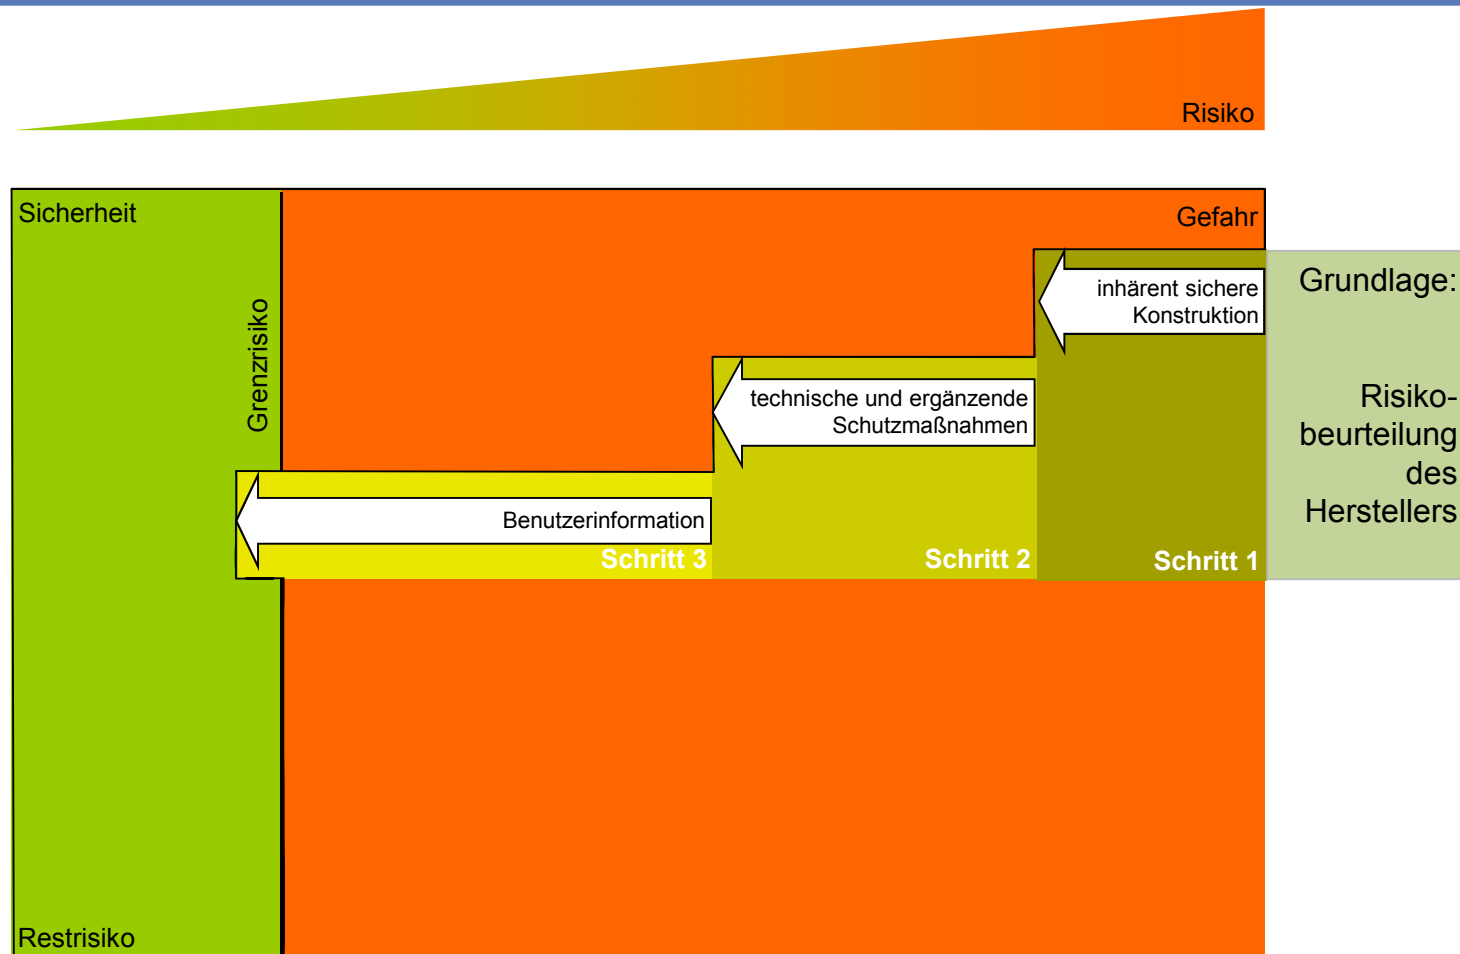 Risiko
Sicherheit
Gefahr
Grenzrisiko
inhärent sichere
Konstruktion
Grundlage:
technische und ergänzende
Schutzmaßnahmen
Risiko-
beurteilung
des
Herstellers
Benutzerinformation
Schritt 3
Schritt 2
Schritt 1
Restrisiko